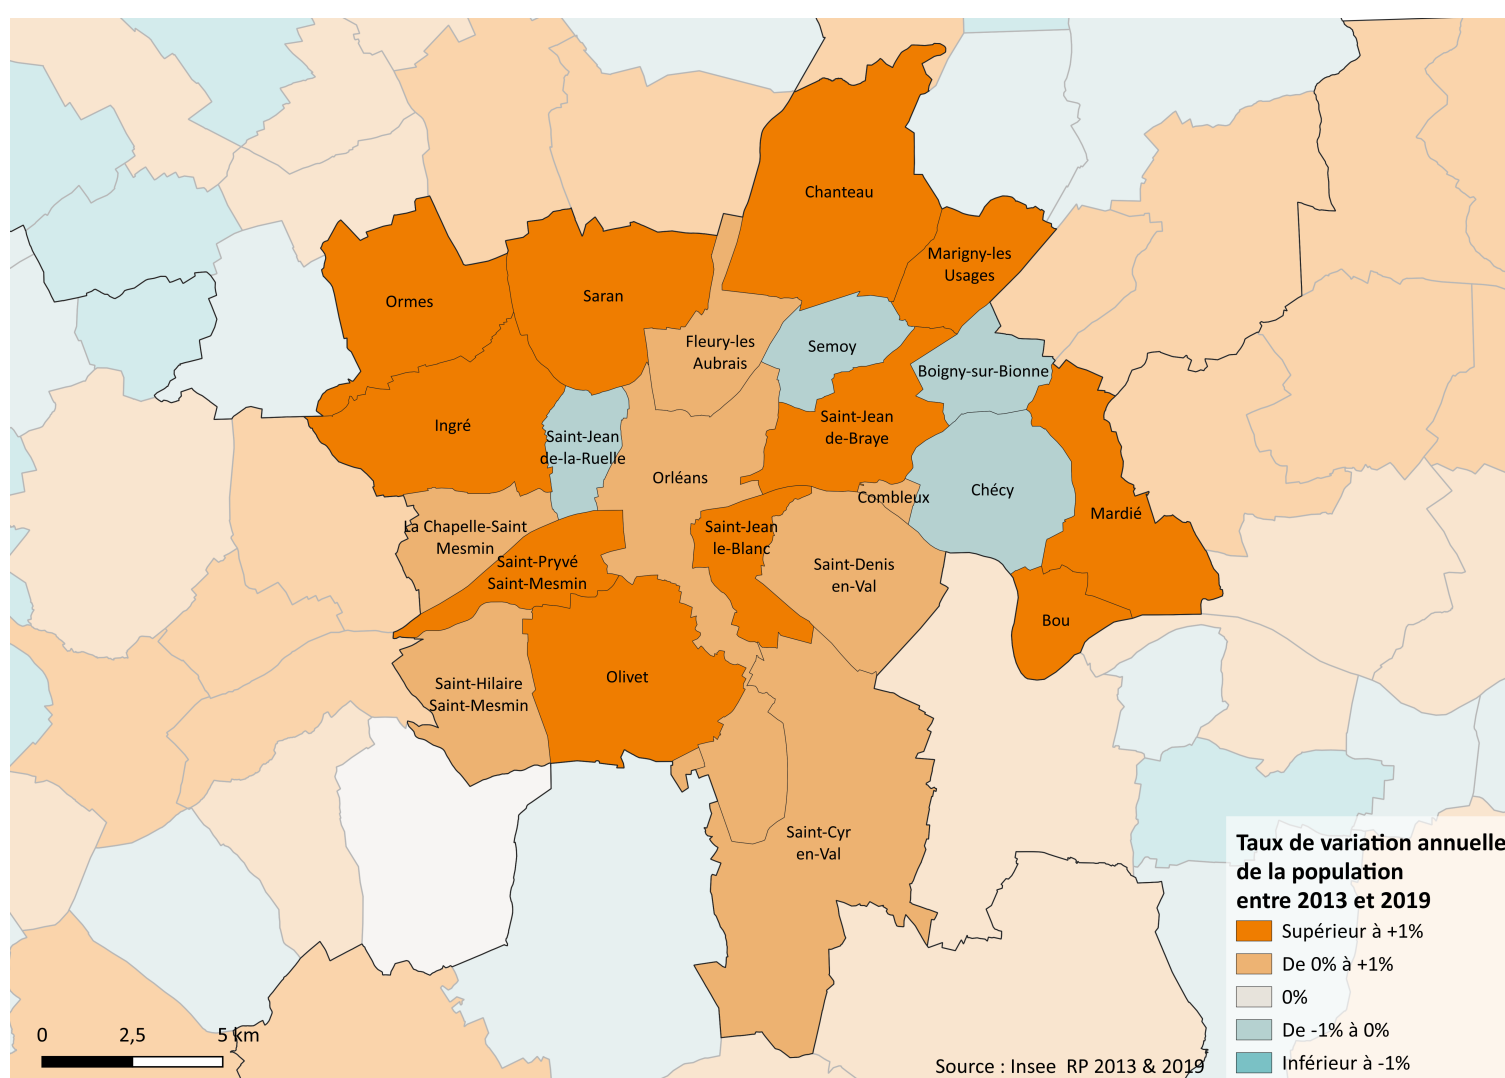 Chanteau
Marigny-les
Usages
Ormes
Saran
Fleury-les
Aubrais
Semoy
Boigny-sur-Bionne
Ingré
Saint-Jean
de-la-Ruelle
Saint-Jean
de-Braye
Orléans
Combleux
Chécy
Mardié
La Chapelle-Saint
Mesmin
Saint-Jean
le-Blanc
Saint-Pryvé
Saint-Mesmin
Saint-Denis
en-Val
Bou
Saint-Hilaire
Saint-Mesmin
Olivet
Saint-Cyr
en-Val
Taux de variation annuelle
de la population
entre 2013 et 2019
Supérieur à +1%
De 0% à +1%
0%
De -1% à 0%
Inférieur à -1%
0 2,5 5 km
Source : Insee RP 2013 & 2019